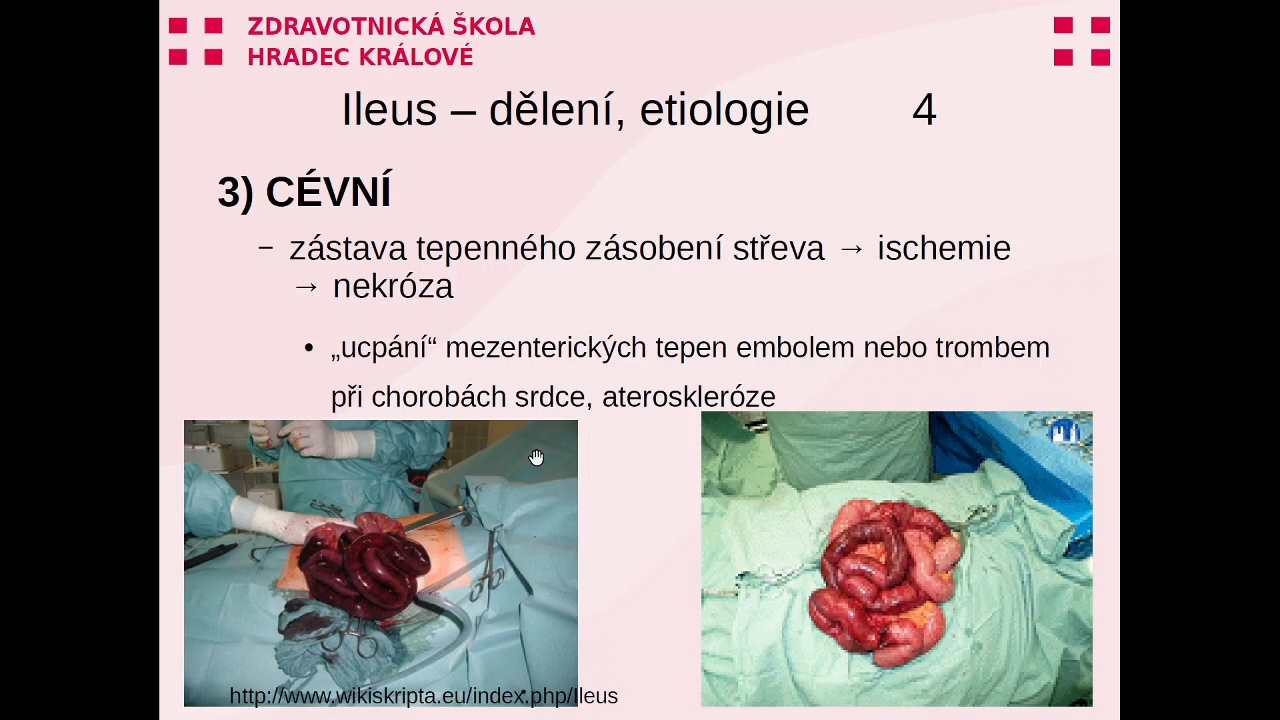 ZDRAVOTNICKÁ ŠKOLA
HRADEC KRÁLOVÉ
Ileus – dělení, etiologie 4
3) CÉVNÍ
– zástava tepenného zásobení střeva → ischemie
→ nekróza
• „ucpání“ mezenterických tepen embolem nebo trombem
při chorobách srdce, ateroskleróze
http://www.wikiskripta.eu/index.php/Ileus